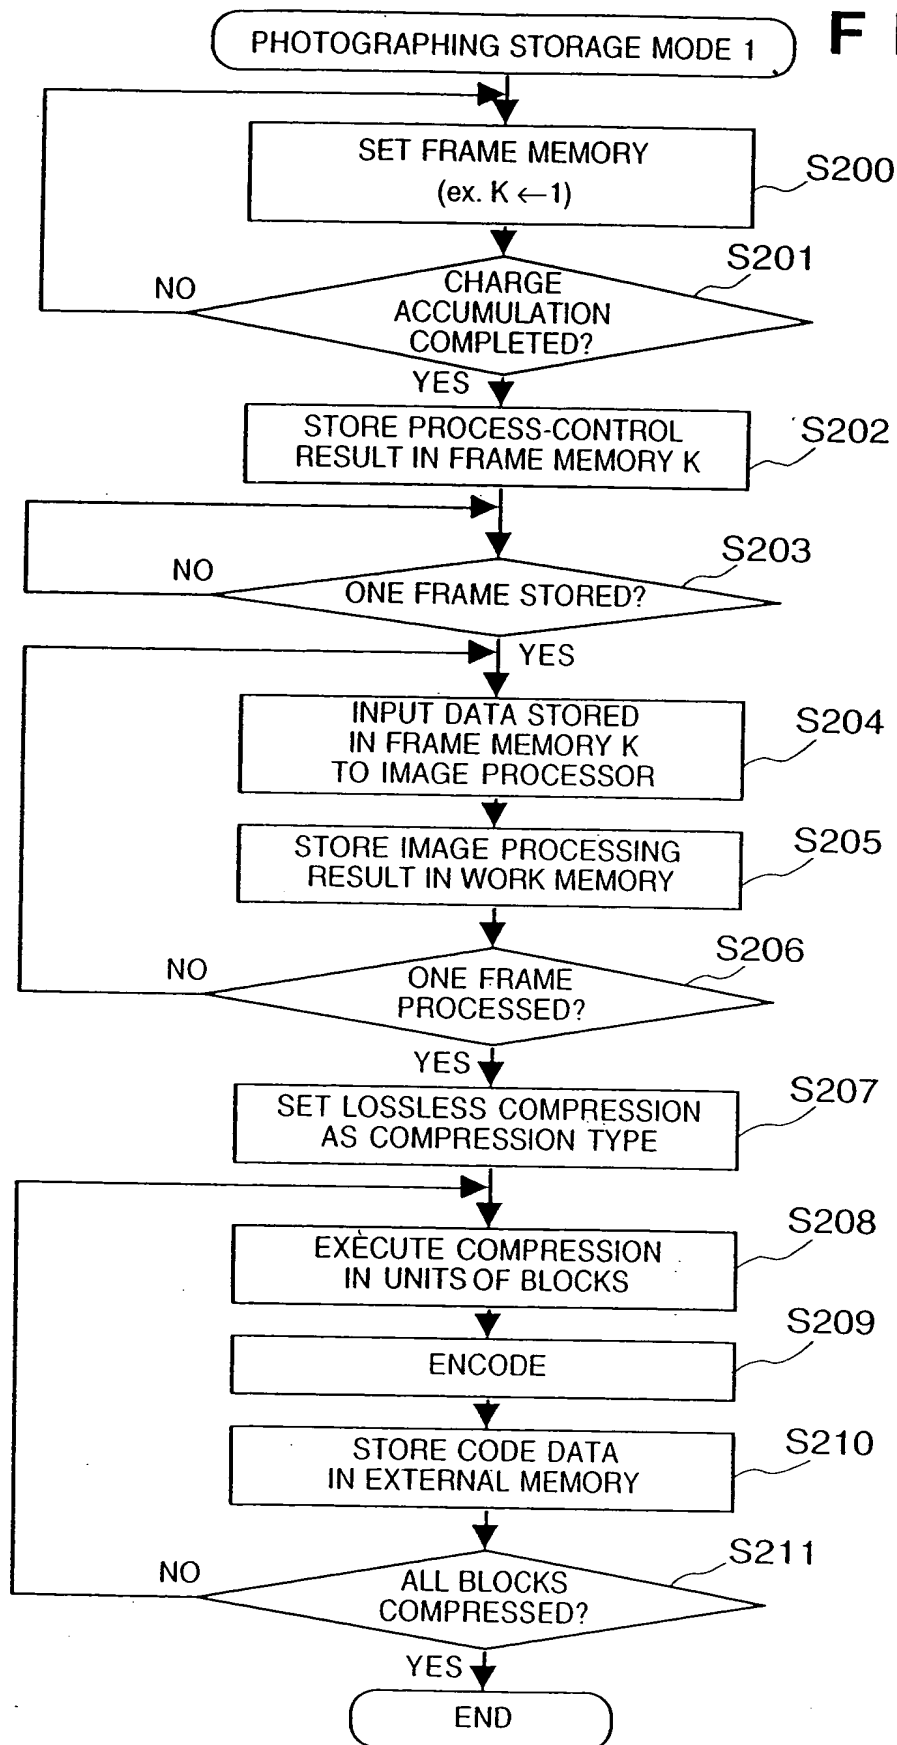 F
PHOTOGRAPHING STORAGE MODE 1
SET FRAME MEMORY
(ex. K ←1)
S200
S201
NO
CHARGE
ACCUMULATION
COMPLETED?
YES
STORE PROCESS-CONTROL
RESULT IN FRAME MEMORY K
S202
S203
NO
ONE FRAME STORED?
YES
INPUT DATA STORED
IN FRAME MEMORY K
TO IMAGE PROCESSOR
S204
STORE IMAGE PROCESSING
RESULT IN WORK MEMORY
S205
S206
NO
ONE FRAME
PROCESSED?
YES
SET LOSSLESS COMPRESSION
AS COMPRESSION TYPE
S207
EXECUTE COMPRESSION
IN UNITS OF BLOCKS
S208
S209
ENCODE
STORE CODE DATA
IN EXTERNAL MEMORY
S210
S211
NO
ALL BLOCKS
COMPRESSED?
YES
END